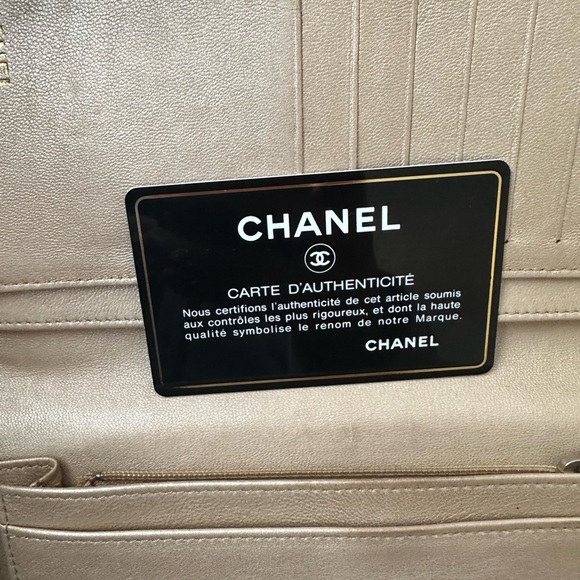 CHANEL
CARTE D'AUTHENTICITÉ
Nous certifions l'authenticité de cet article soumis
aux contrôles les plus rigoureux, et dont la haute
qualité symbolise le renom de notre Marque.
CHANEL